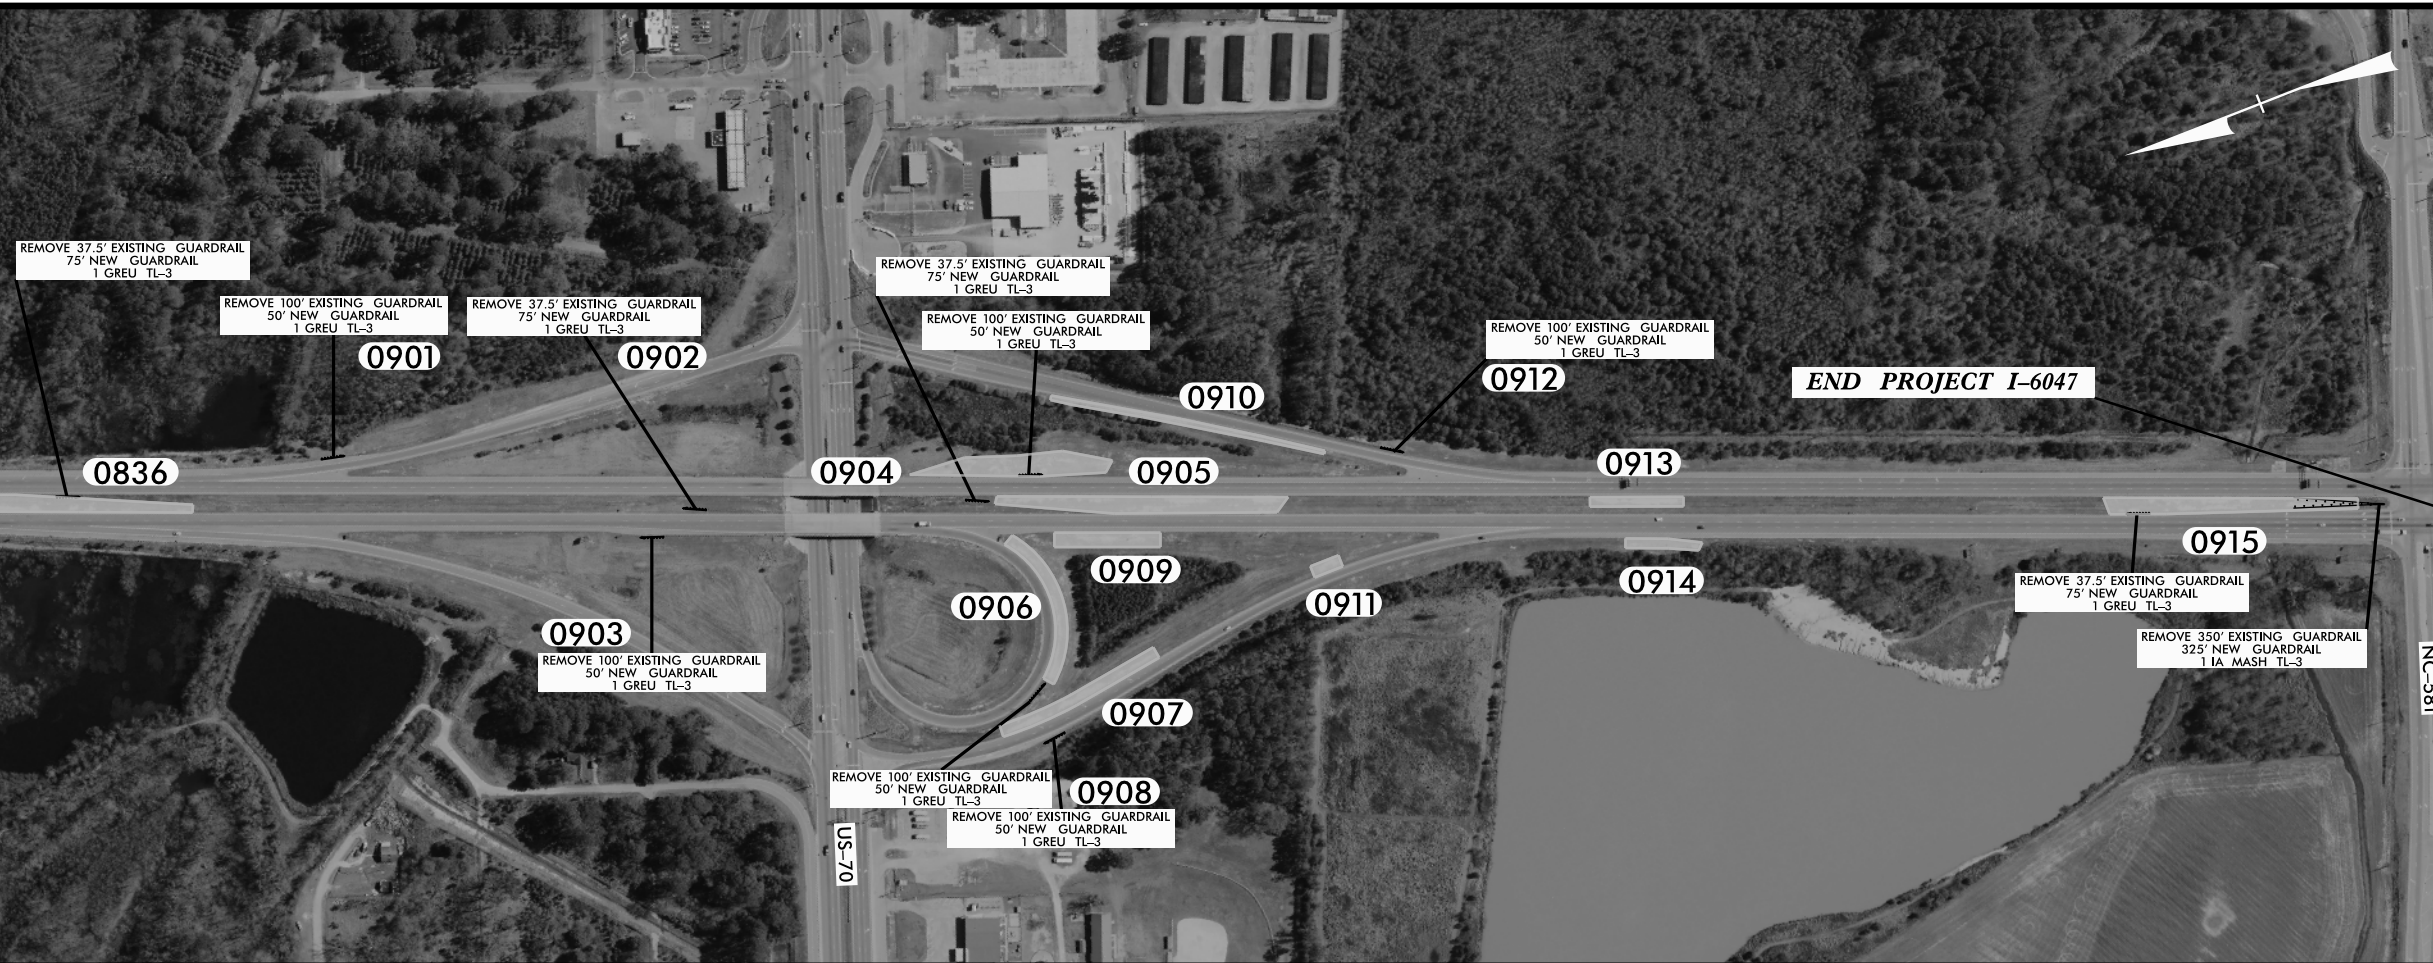 REMOVE 37.5' EXISTING GUARDRAIL
75' NEW GUARDRAIL
1 GREU TL–3
REMOVE 100' EXISTING GUARDRAIL
50' NEW GUARDRAIL
1 GREU TL–3
0901
REMOVE 37.5' EXISTING GUARDRAIL
75' NEW GUARDRAIL
1 GREU TL–3
0902
REMOVE 37.5' EXISTING GUARDRAIL
75' NEW GUARDRAIL
1 GREU TL–3
REMOVE 100' EXISTING GUARDRAIL
50' NEW GUARDRAIL
1 GREU TL–3
REMOVE 100' EXISTING GUARDRAIL
50' NEW GUARDRAIL
1 GREU TL–3
0912
END PROJECT I–6047
0910
0836
0904
0905
0913
0915
0909
0914
0906
0911
REMOVE 37.5' EXISTING GUARDRAIL
75' NEW GUARDRAIL
1 GREU TL–3
0903
REMOVE 100' EXISTING GUARDRAIL
50' NEW GUARDRAIL
1 GREU TL–3
REMOVE 350' EXISTING GUARDRAIL
325' NEW GUARDRAIL
1 IA MASH TL–3
NC–581
0907
REMOVE 100' EXISTING GUARDRAIL
50' NEW GUARDRAIL
1 GREU TL–3
0908
REMOVE 100' EXISTING GUARDRAIL
50' NEW GUARDRAIL
1 GREU TL–3
US–70